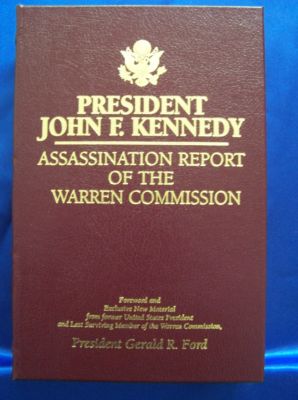 PRESIDENT
JOHN F. KENNEDY
ASSASSINATION REPORT
OF THE
WARREN COMMISSION
Foreword and
Exclusive New Material
from former United States President
and Last Surviving Member of the Warren Commission,
President Gerald R. Ford